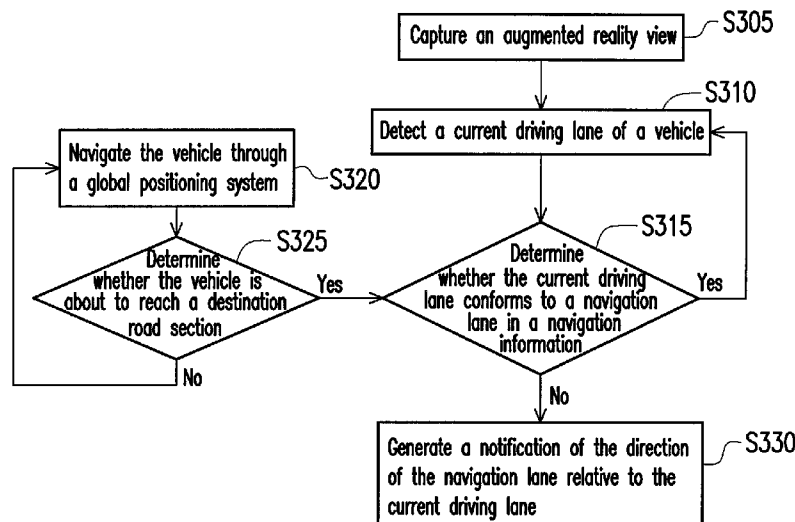 Capture an augmented reality view
S305
Detect a current driving lane of a vehicle
S310
Navigate the vehicle through
a global positioning system
S320
Determine
whether the vehicle is
about to reach a destination
road section
S325
Yes
No
Determine
whether the current driving
lane conforms to a navigation
lane in a navigation
information
S315
Yes
No
Generate a notification of the direction
of the navigation lane relative to the
current driving lane
S330